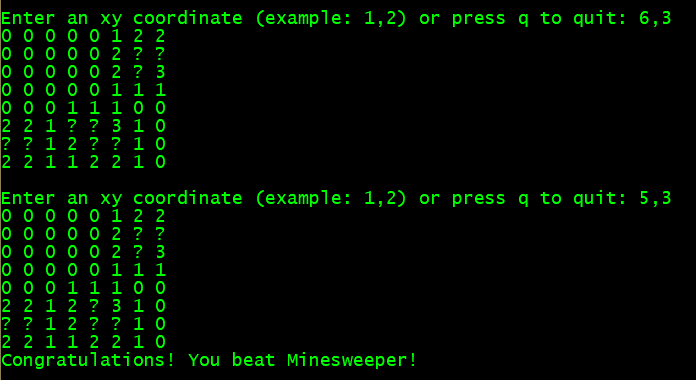 Enter an xy coordinate (example: 1,2) or press q to quit: 6,3
0 0 0 0 0 1 2 2
0 0 0 0 0 2 ? ?
0 0 0 0 0 2 ? 3
0 0 0 0 0 1 1 1
0 0 0 1 1 1 0 0
2 2 1 ? ? 3 1 0
? ? 1 2 ? ? 1 0
2 2 1 1 2 2 1 0
Enter an xy coordinate (example: 1,2) or press q to quit: 5,3
0 0 0 0 0 1 2 2
0 0 0 0 0 2 ? ?
0 0 0 0 0 2 ? 3
0 0 0 0 0 1 1 1
0 0 0 1 1 1 0 0
2 2 1 2 ? 3 1 0
? ? 1 2 ? ? 1 0
2 2 1 1 2 2 1 0
Congratulations! You beat Minesweeper!